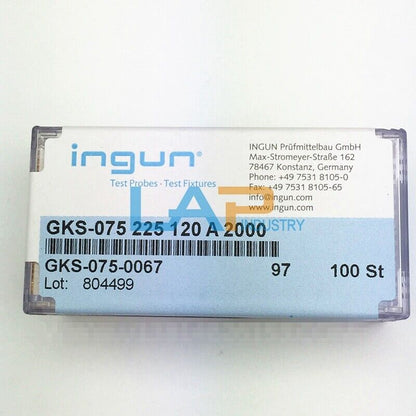 ingun®
Test Probes · Test Fixtures
INGUN Prüfmittelbau GmbH
Max-Stromeyer-Straße 162
78467 Konstanz, Germany
Phone: +49 7531 8105-0
Fax: +49 7531 8105-65
info@ingun.com
www.ingun.com
LAP INDUSTRY
GKS-075 225 120 A 2000
GKS-075-0067 97 100 St
Lot: 804499